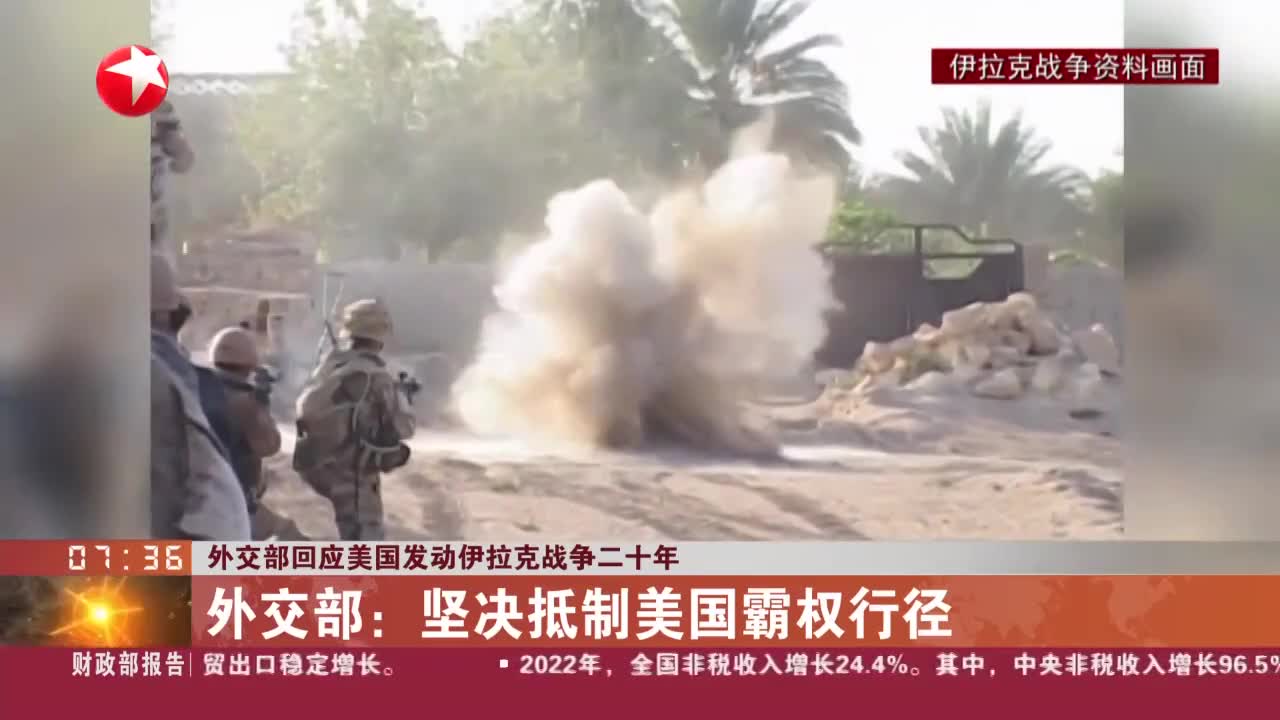 伊拉克战争资料画面
07:36 外交部回应美国发动伊拉克战争二十年
外交部：坚决抵制美国霸权行径
财政部报告 贸出口稳定增长。 ▪ 2022年，全国非税收入增长24.4%。其中，中央非税收入增长96.5%